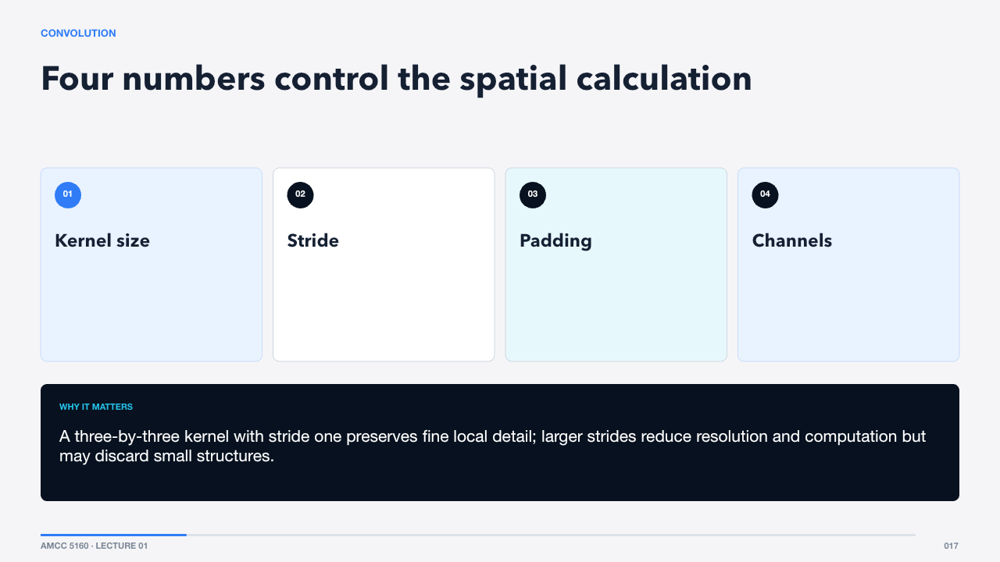 CONVOLUTION
Four numbers control the spatial calculation
01
Kernel size
02
Stride
03
Padding
04
Channels
WHY IT MATTERS
A three-by-three kernel with stride one preserves fine local detail; larger strides reduce resolution and computation but
may discard small structures.
AMCC 5160 · LECTURE 01
017